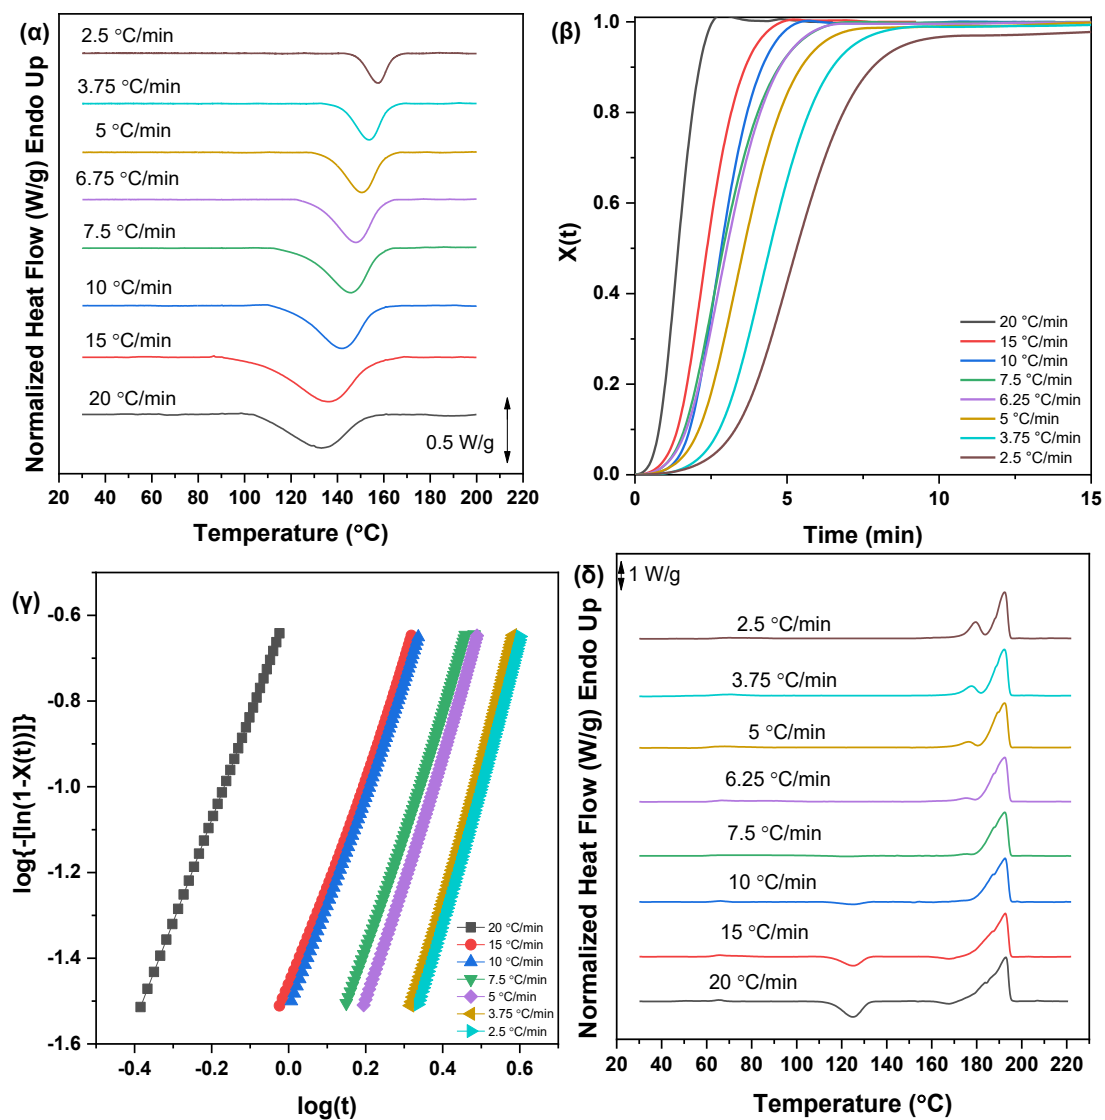 (α)
2.5 °C/min
3.75 °C/min
5 °C/min
6.75 °C/min
7.5 °C/min
10 °C/min
15 °C/min
20 °C/min
0.5 W/g
Normalized Heat Flow (W/g) Endo Up
20 40 60 80 100 120 140 160 180 200 220
Temperature (°C)
(β)
1.0
0.8
0.6
0.4
0.2
0.0
X(t)
20 °C/min
15 °C/min
10 °C/min
7.5 °C/min
6.25 °C/min
5 °C/min
3.75 °C/min
2.5 °C/min
0 5 10 15
Time (min)
(γ)
-0.6
-0.8
-1.0
-1.2
-1.4
-1.6
log{-[ln(1-X(t))]}
20 °C/min
15 °C/min
10 °C/min
7.5 °C/min
5 °C/min
3.75 °C/min
2.5 °C/min
-0.4 -0.2 0.0 0.2 0.4 0.6
log(t)
(δ)
1 W/g
2.5 °C/min
3.75 °C/min
5 °C/min
6.25 °C/min
7.5 °C/min
10 °C/min
15 °C/min
20 °C/min
Normalized Heat Flow (W/g) Endo Up
20 40 60 80 100 120 140 160 180 200 220
Temperature (°C)